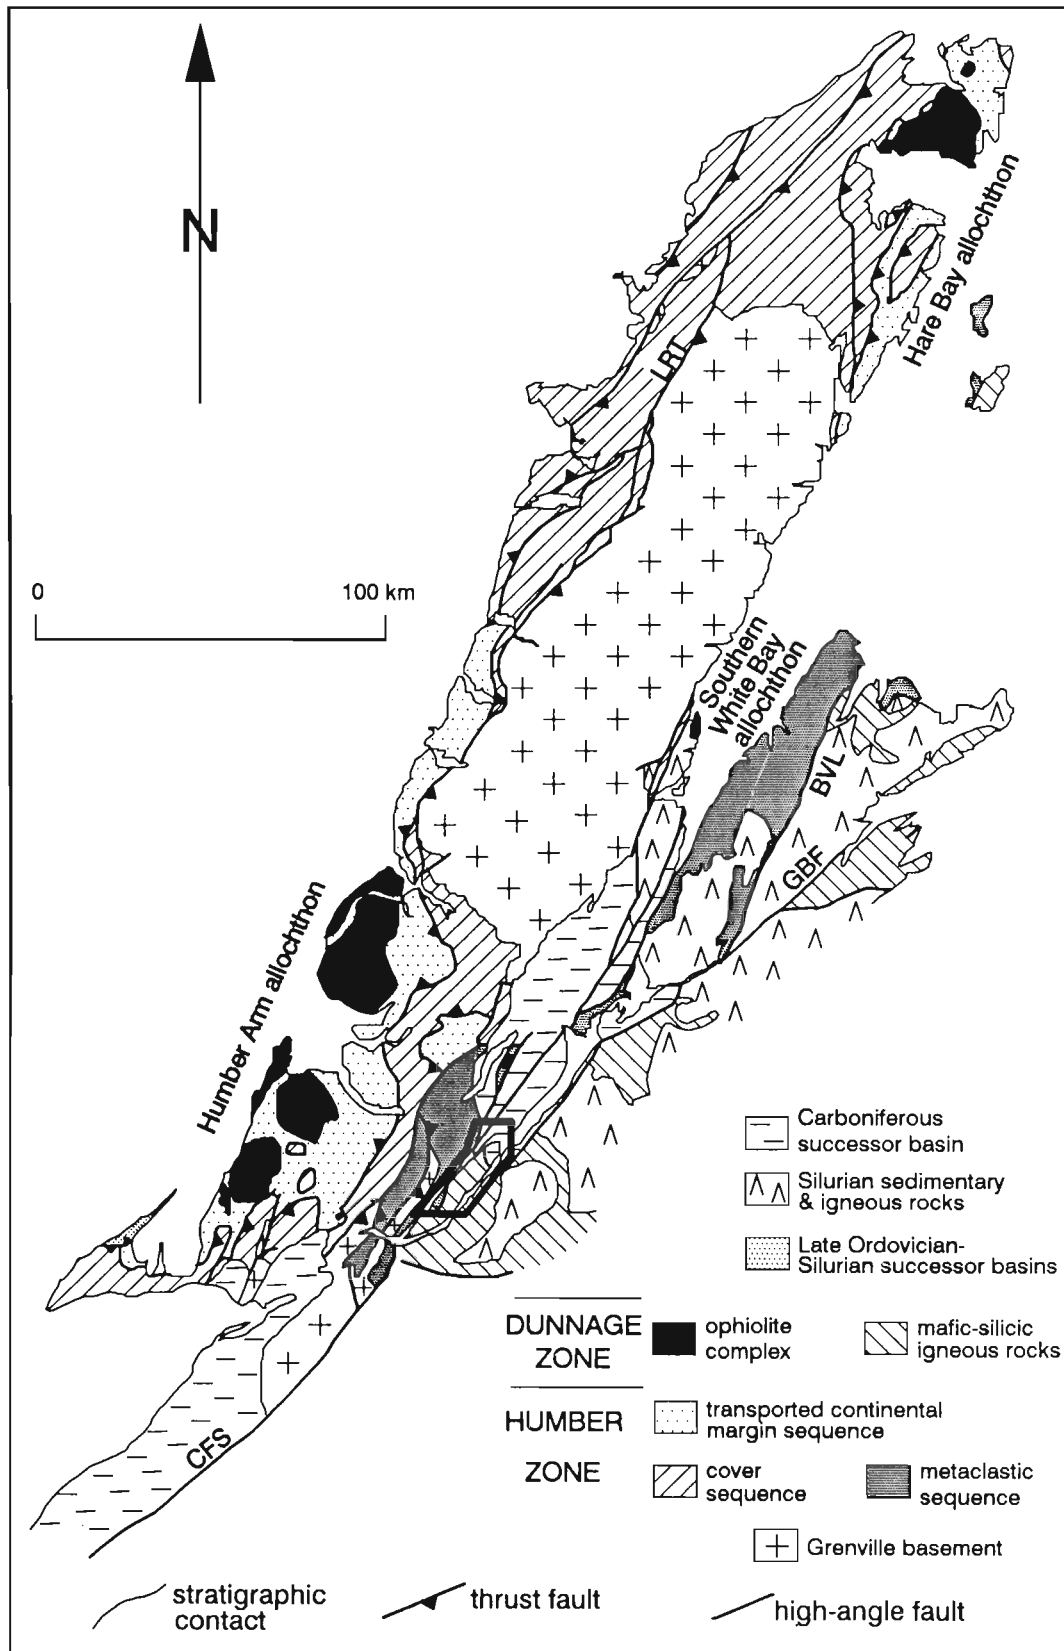 N
Hare Bay allochthon
LRT
0 100 km
Southern
White Bay
allochthon
BVL
GBF
Humber Arm allochthon
CFS
Carboniferous
successor basin
Silurian sedimentary
& igneous rocks
Late Ordovician-
Silurian successor basins
DUNNAGE
ZONE
ophiolite
complex
mafic-silicic
igneous rocks
HUMBER
ZONE
transported continental
margin sequence
cover
sequence
metaclastic
sequence
Grenville basement
stratigraphic
contact
thrust fault
high-angle fault